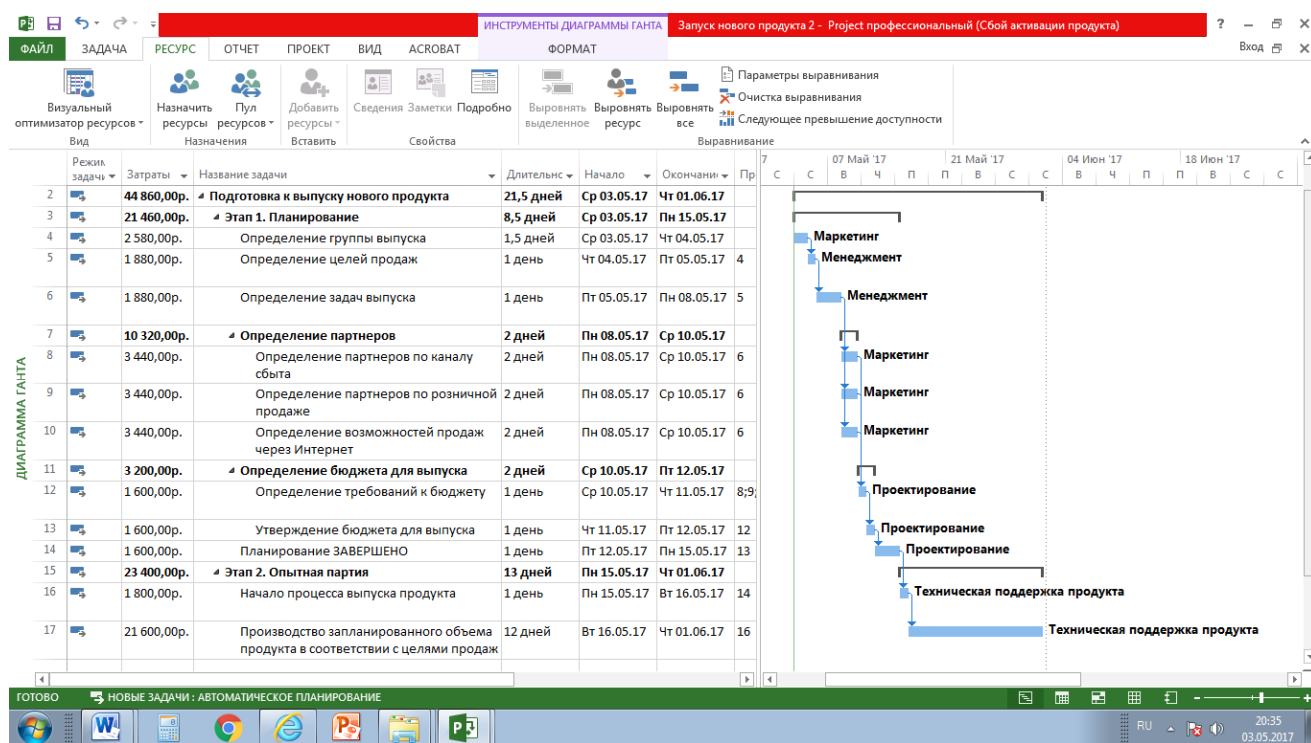 ИНСТРУМЕНТЫ ДИАГРАММЫ ГАНТА Запуск нового продукта 2 - Project профессиональный (Сбой активации продукта) ?
ФАЙЛ ЗАДАЧА РЕСУРС ОТЧЕТ ПРОЕКТ ВИД ACROBAT ФОРМАТ Вход
Визуальный оптимизатор ресурсов
Назначить ресурсы
Пул ресурсов
Добавить ресурсы
Сведения Заметки Подробно
Выровнять выделенное
Выровнять ресурс
Выровнять все
Параметры выравнивания
Очистка выравнивания
Следующее превышение доступности
Вид Назначения Вставить Свойства Выравнивание
Режим задачи Затраты Название задачи Длительнс Начало Окончани Пр
7 07 Май '17 21 Май '17 04 Июн '17 18 Июн '17
С С В Ч П П В С С В Ч П П В С С
2 44 860,00р. Подготовка к выпуску нового продукта 21,5 дней Ср 03.05.17 Чт 01.06.17
3 21 460,00р. Этап 1. Планирование 8,5 дней Ср 03.05.17 Пн 15.05.17
4 2 580,00р. Определение группы выпуска 1,5 дней Ср 03.05.17 Чт 04.05.17 Маркетинг
5 1 880,00р. Определение целей продаж 1 день Чт 04.05.17 Пт 05.05.17 4 Менеджмент
6 1 880,00р. Определение задач выпуска 1 день Пт 05.05.17 Пн 08.05.17 5 Менеджмент
7 10 320,00р. Определение партнеров 2 дней Пн 08.05.17 Ср 10.05.17
8 3 440,00р. Определение партнеров по каналу 2 дней Пн 08.05.17 Ср 10.05.17 6 Маркетинг
сбыта
9 3 440,00р. Определение партнеров по розничной 2 дней Пн 08.05.17 Ср 10.05.17 6 Маркетинг
продаже
10 3 440,00р. Определение возможностей продаж 2 дней Пн 08.05.17 Ср 10.05.17 6 Маркетинг
через Интернет
11 3 200,00р. Определение бюджета для выпуска 2 дней Ср 10.05.17 Пт 12.05.17
12 1 600,00р. Определение требований к бюджету 1 день Ср 10.05.17 Чт 11.05.17 8;9; Проектирование
13 1 600,00р. Утверждение бюджета для выпуска 1 день Чт 11.05.17 Пт 12.05.17 12 Проектирование
14 1 600,00р. Планирование ЗАВЕРШЕНО 1 день Пт 12.05.17 Пн 15.05.17 13 Проектирование
15 23 400,00р. Этап 2. Опытная партия 13 дней Пн 15.05.17 Чт 01.06.17
16 1 800,00р. Начало процесса выпуска продукта 1 день Пн 15.05.17 Вт 16.05.17 14 Техническая поддержка продукта
17 21 600,00р. Производство запланированного объема 12 дней Вт 16.05.17 Чт 01.06.17 16 Техническая поддержка продукта
продукта в соответствии с целями продаж
ДИАГРАММА ГАНТА
ГОТОВО НОВЫЕ ЗАДАЧИ : АВТОМАТИЧЕСКОЕ ПЛАНИРОВАНИЕ
RU 20:35
03.05.2017